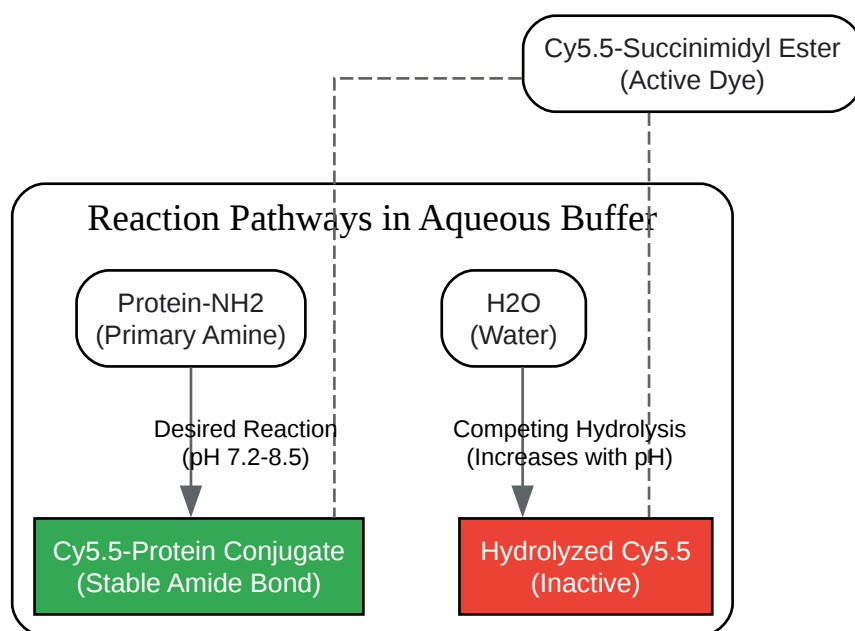 Cy5.5-Succinimidyl Ester
(Active Dye)
Reaction Pathways in Aqueous Buffer
Protein-NH2
(Primary Amine)
H2O
(Water)
Desired Reaction
(pH 7.2-8.5)
Competing Hydrolysis
(Increases with pH)
Cy5.5-Protein Conjugate
(Stable Amide Bond)
Hydrolyzed Cy5.5
(Inactive)